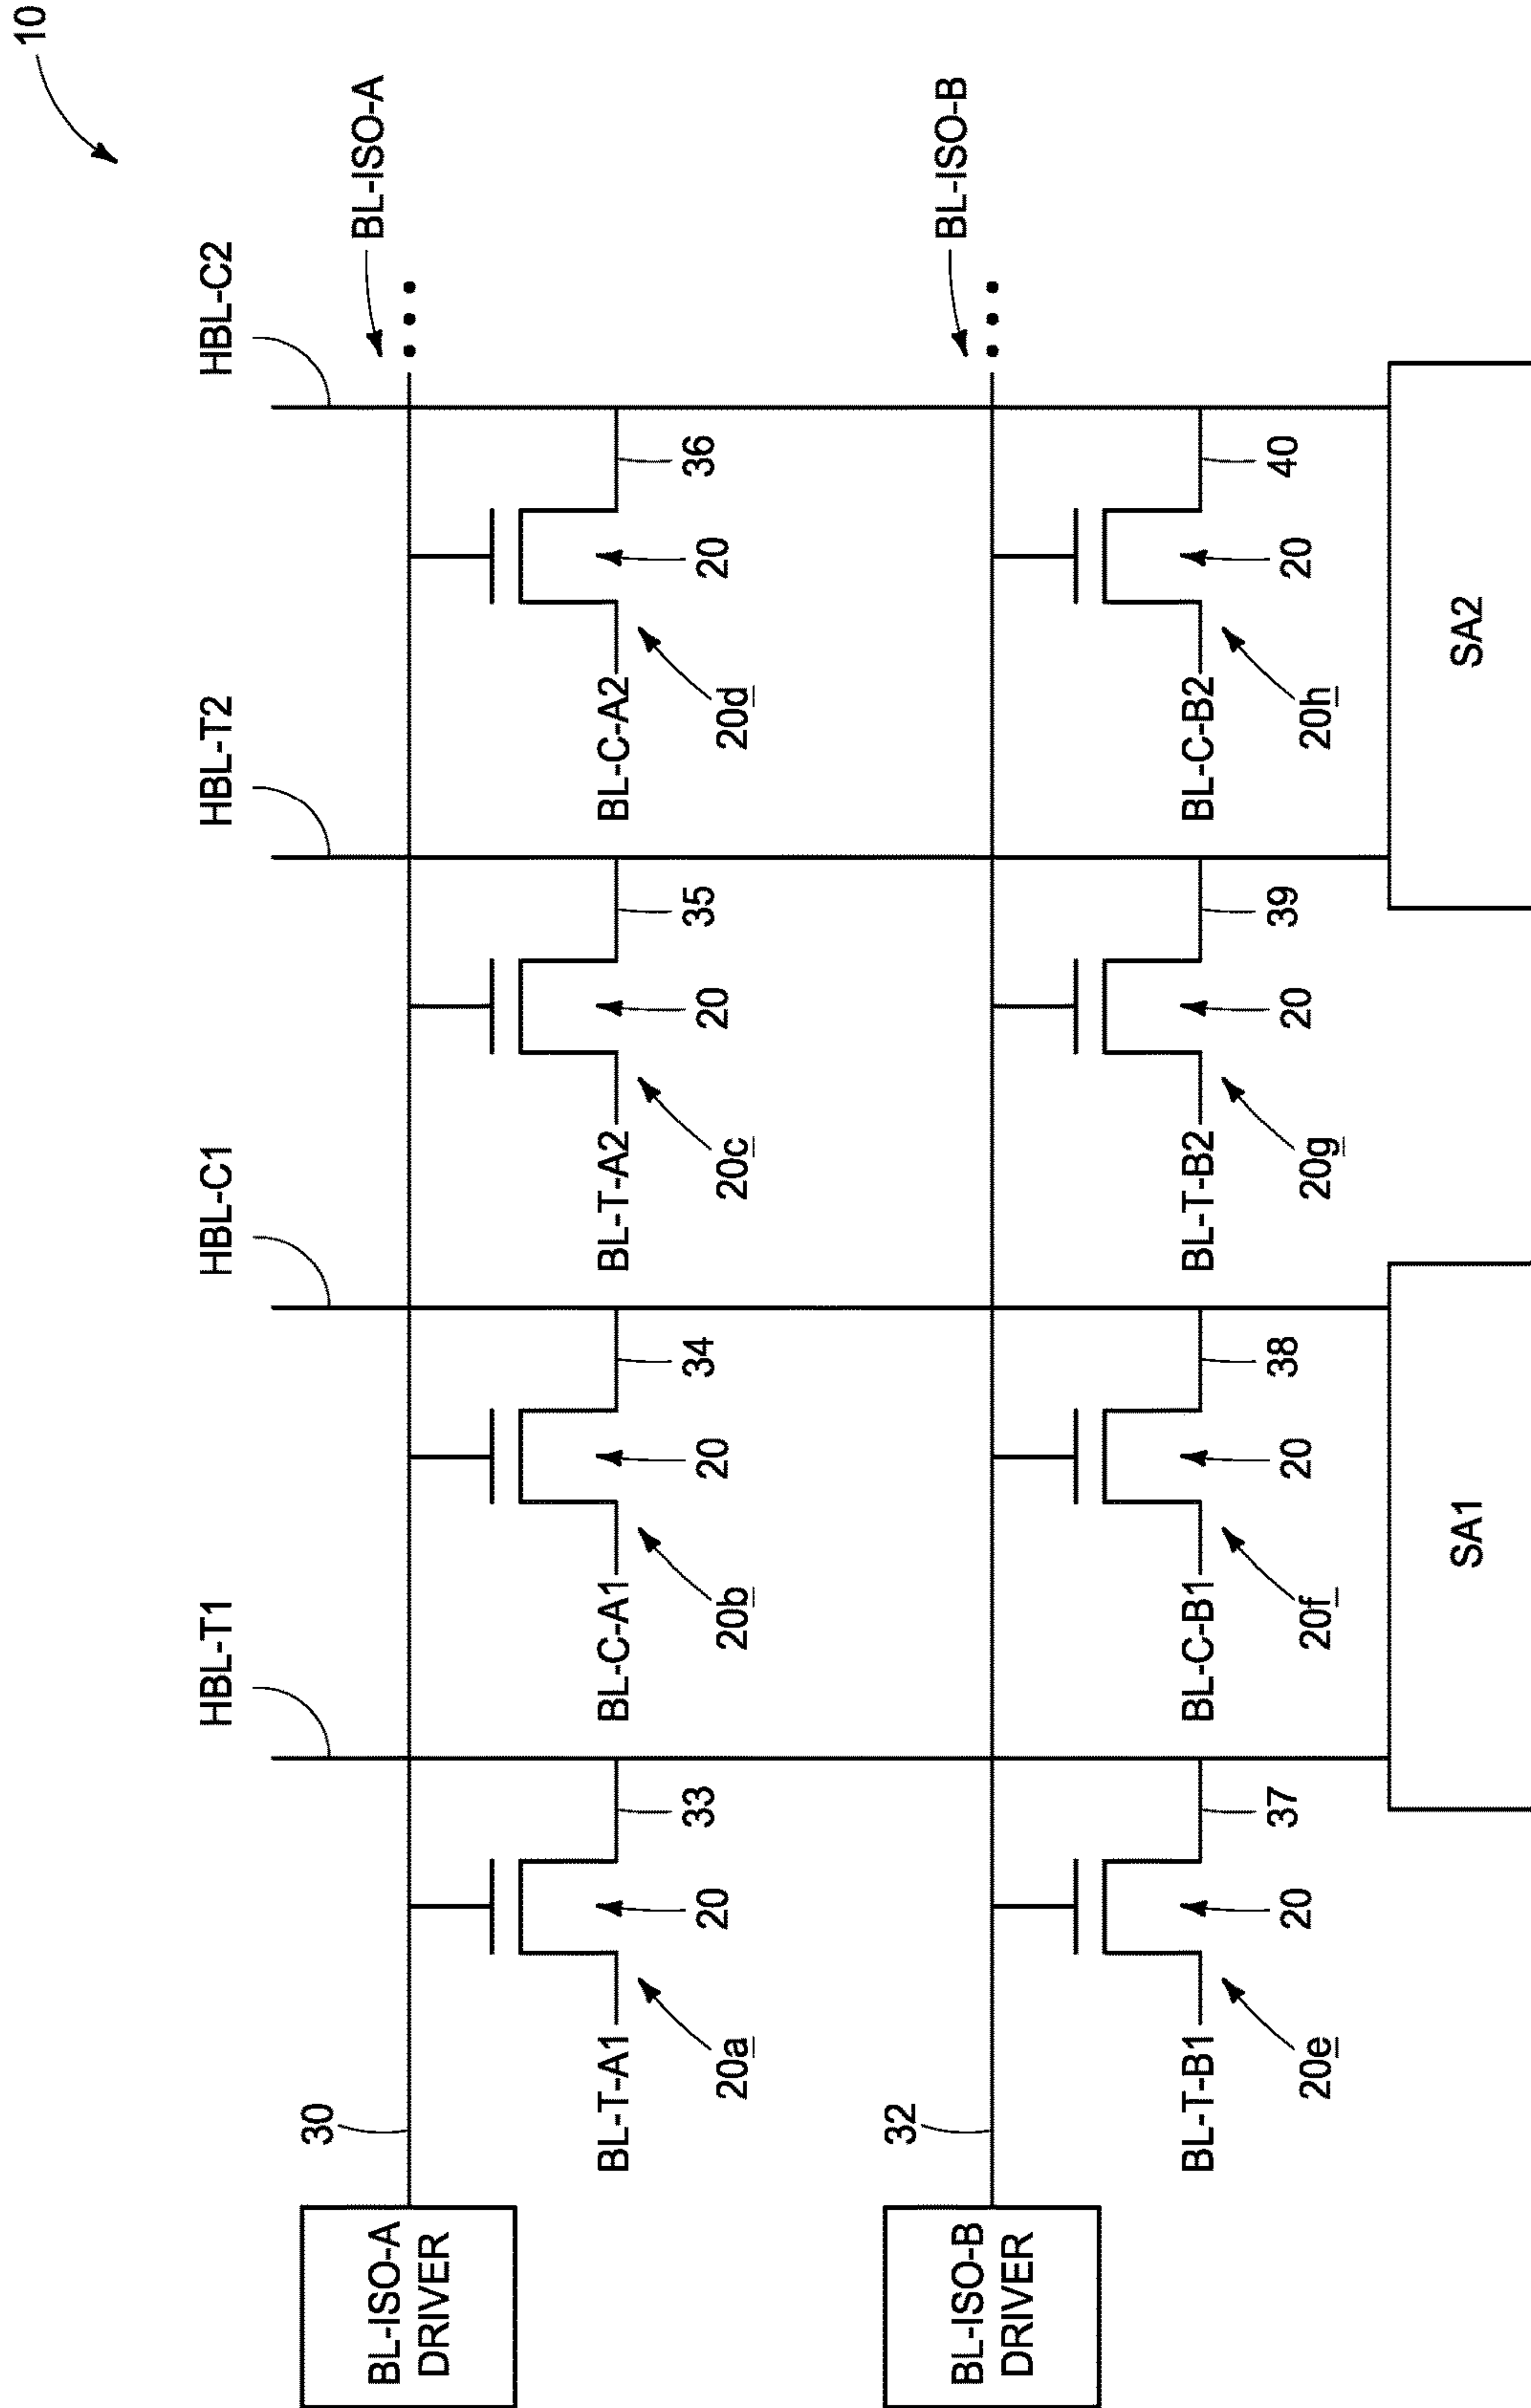 10
HBL-T1
HBL-C1
HBL-T2
HBL-C2
BL-ISO-A
DRIVER
30
BL-ISO-A
BL-T-A1
20
33
20a
BL-C-A1
20
34
20b
BL-T-A2
20
35
20c
BL-C-A2
20
36
20d
BL-ISO-B
DRIVER
32
BL-ISO-B
BL-T-B1
20
37
20e
BL-C-B1
20
38
20f
BL-T-B2
20
39
20g
BL-C-B2
20
40
20h
SA1
SA2